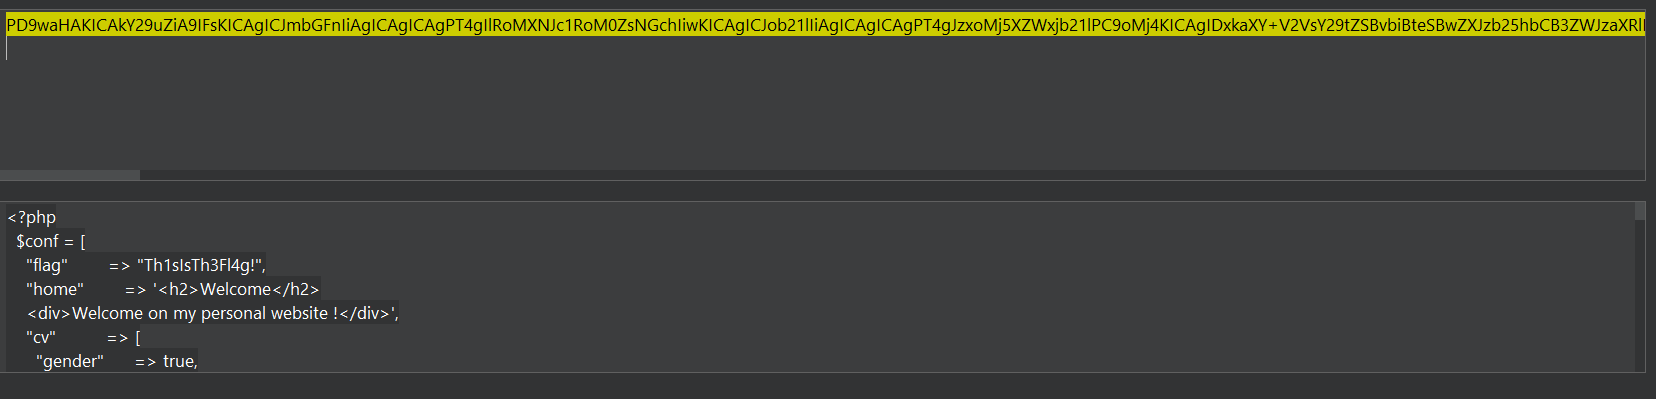 PD9waHAKICAkY29uZiA9IFsKICAgICJmbGFnIiAgICAgICAgPT4gIlRoMXNJc1RoM0ZsNGchIiwKICAgICJob21lIiAgICAgICAgPT4gJzxoMj5XZWxjb21lPC9oMj4KICAgIDxkaXY+V2VsY29tZSBvbiBteSBwZXJzb25hbCB3ZWJzaXRlI
<?php
$conf = [
"flag" => "Th1sIsTh3Fl4g!",
"home" => '<h2>Welcome</h2>
<div>Welcome on my personal website !</div>',
"cv" => [
"gender" => true,